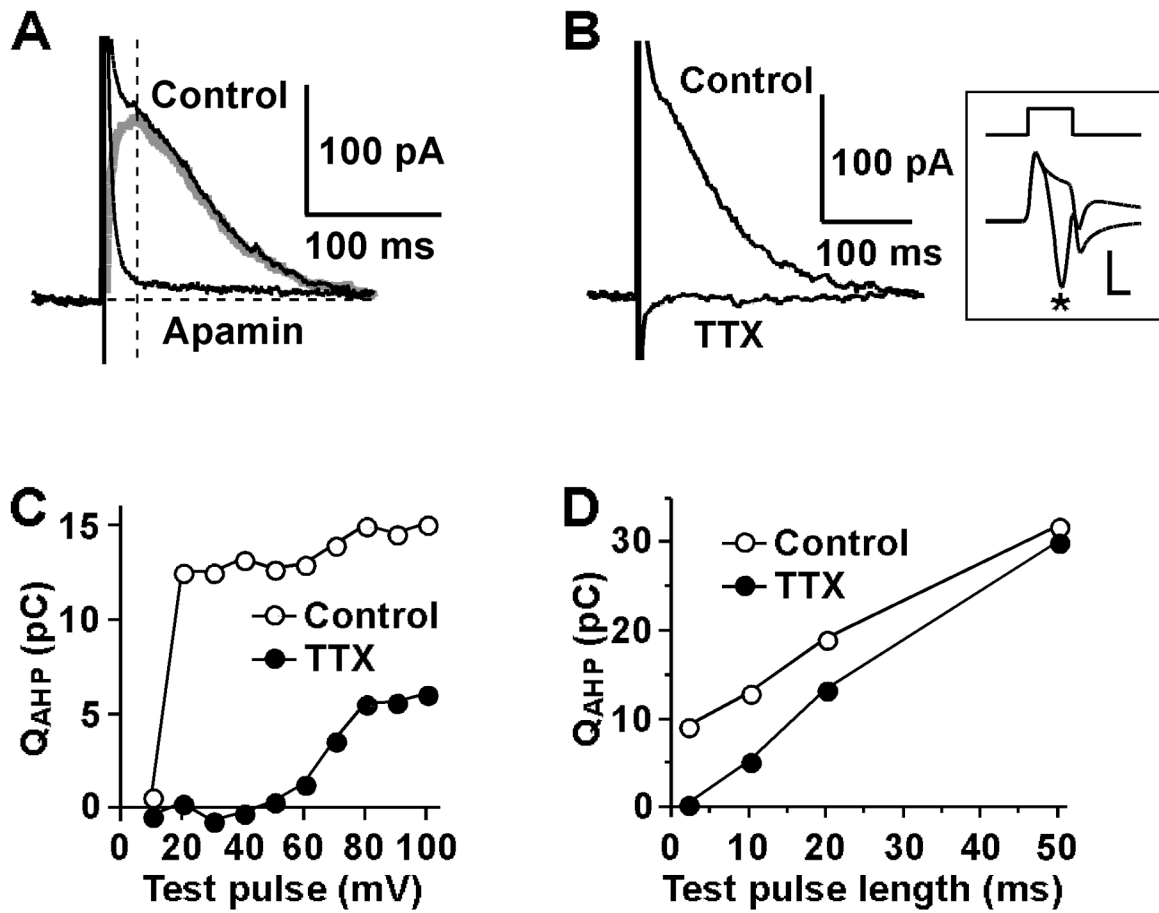 A
Control
100 pA
100 ms
Apamin
B
Control
100 pA
100 ms
TTX
*
C
15
10
5
0
QAHP (pC)
Control
TTX
0 20 40 60 80 100
Test pulse (mV)
D
30
20
10
0
QAHP (pC)
Control
TTX
0 10 20 30 40 50
Test pulse length (ms)